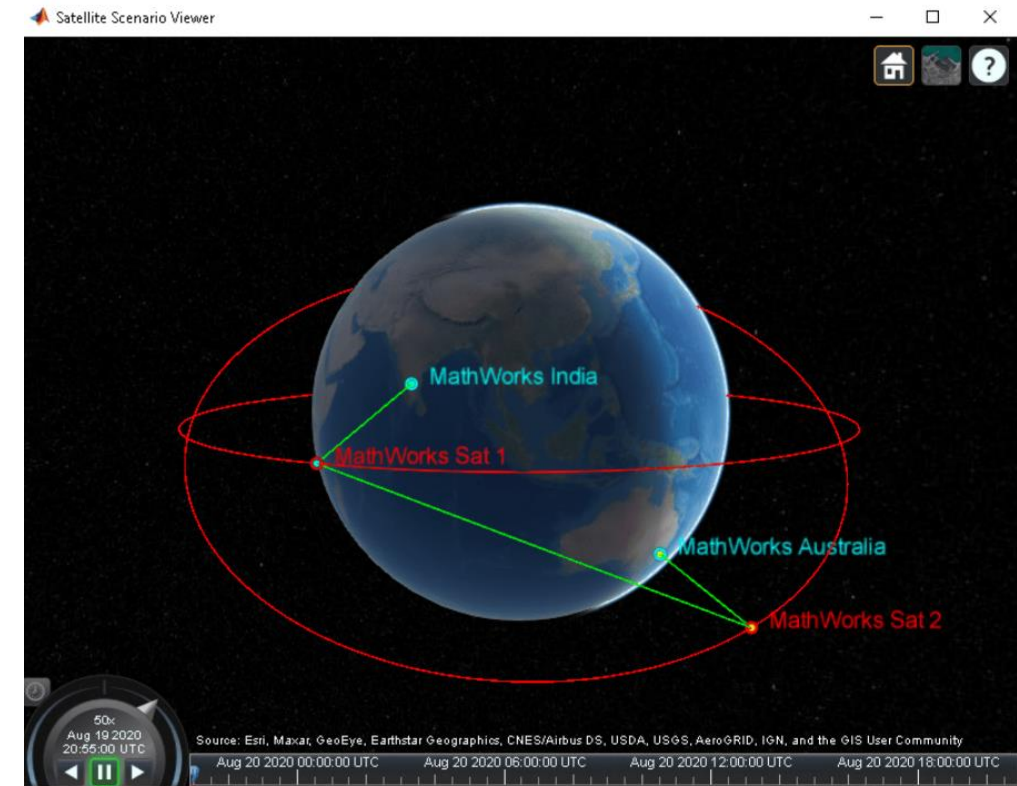 Satellite Scenario Viewer
?
MathWorks India
MathWorks Sat 1
MathWorks Australia
MathWorks Sat 2
50x
Aug 19 2020
20:55:00 UTC
Source: Esri, Maxar, GeoEye, Earthstar Geographics, CNES/Airbus DS, USDA, USGS, AeroGRID, IGN, and the GIS User Community
Aug 20 2020 00:00:00 UTC Aug 20 2020 06:00:00 UTC Aug 20 2020 12:00:00 UTC Aug 20 2020 18:00:00 UTC